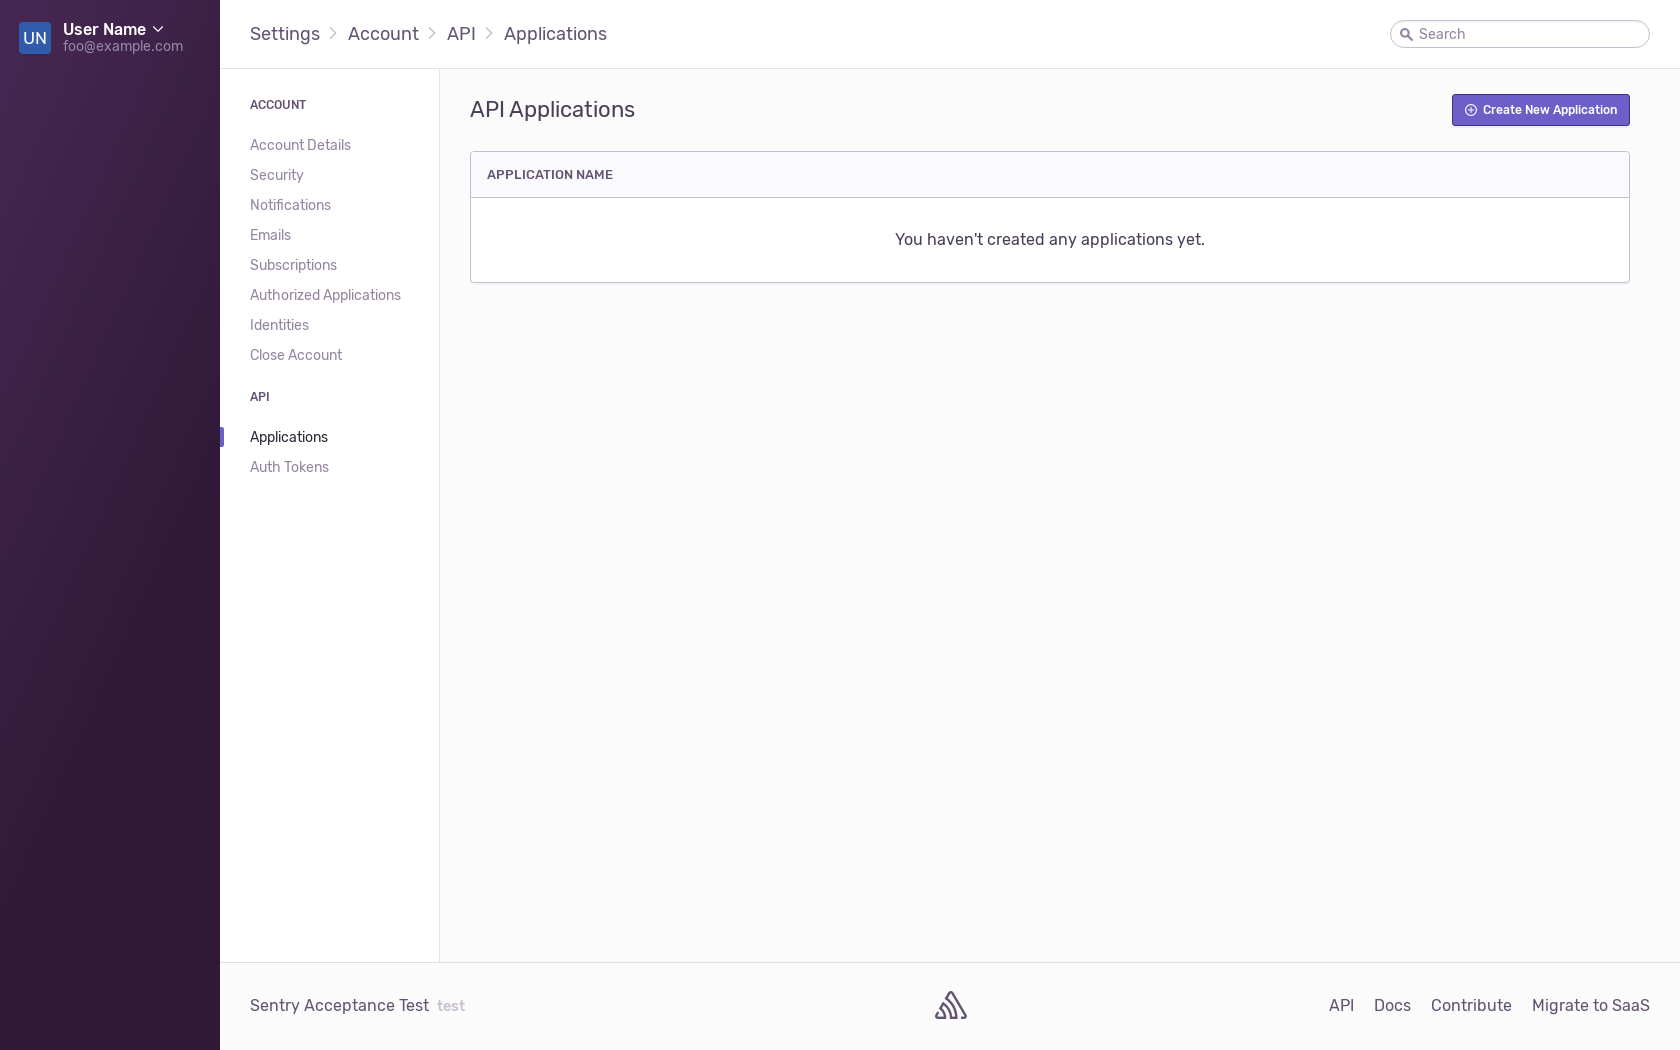 UN
User Name
foo@example.com
Settings
Account
API
Applications
Search
ACCOUNT
Account Details
Security
Notifications
Emails
Subscriptions
Authorized Applications
Identities
Close Account
API
Applications
Auth Tokens
API Applications
Create New Application
APPLICATION NAME
You haven't created any applications yet.
Sentry Acceptance Test test
API
Docs
Contribute
Migrate to SaaS